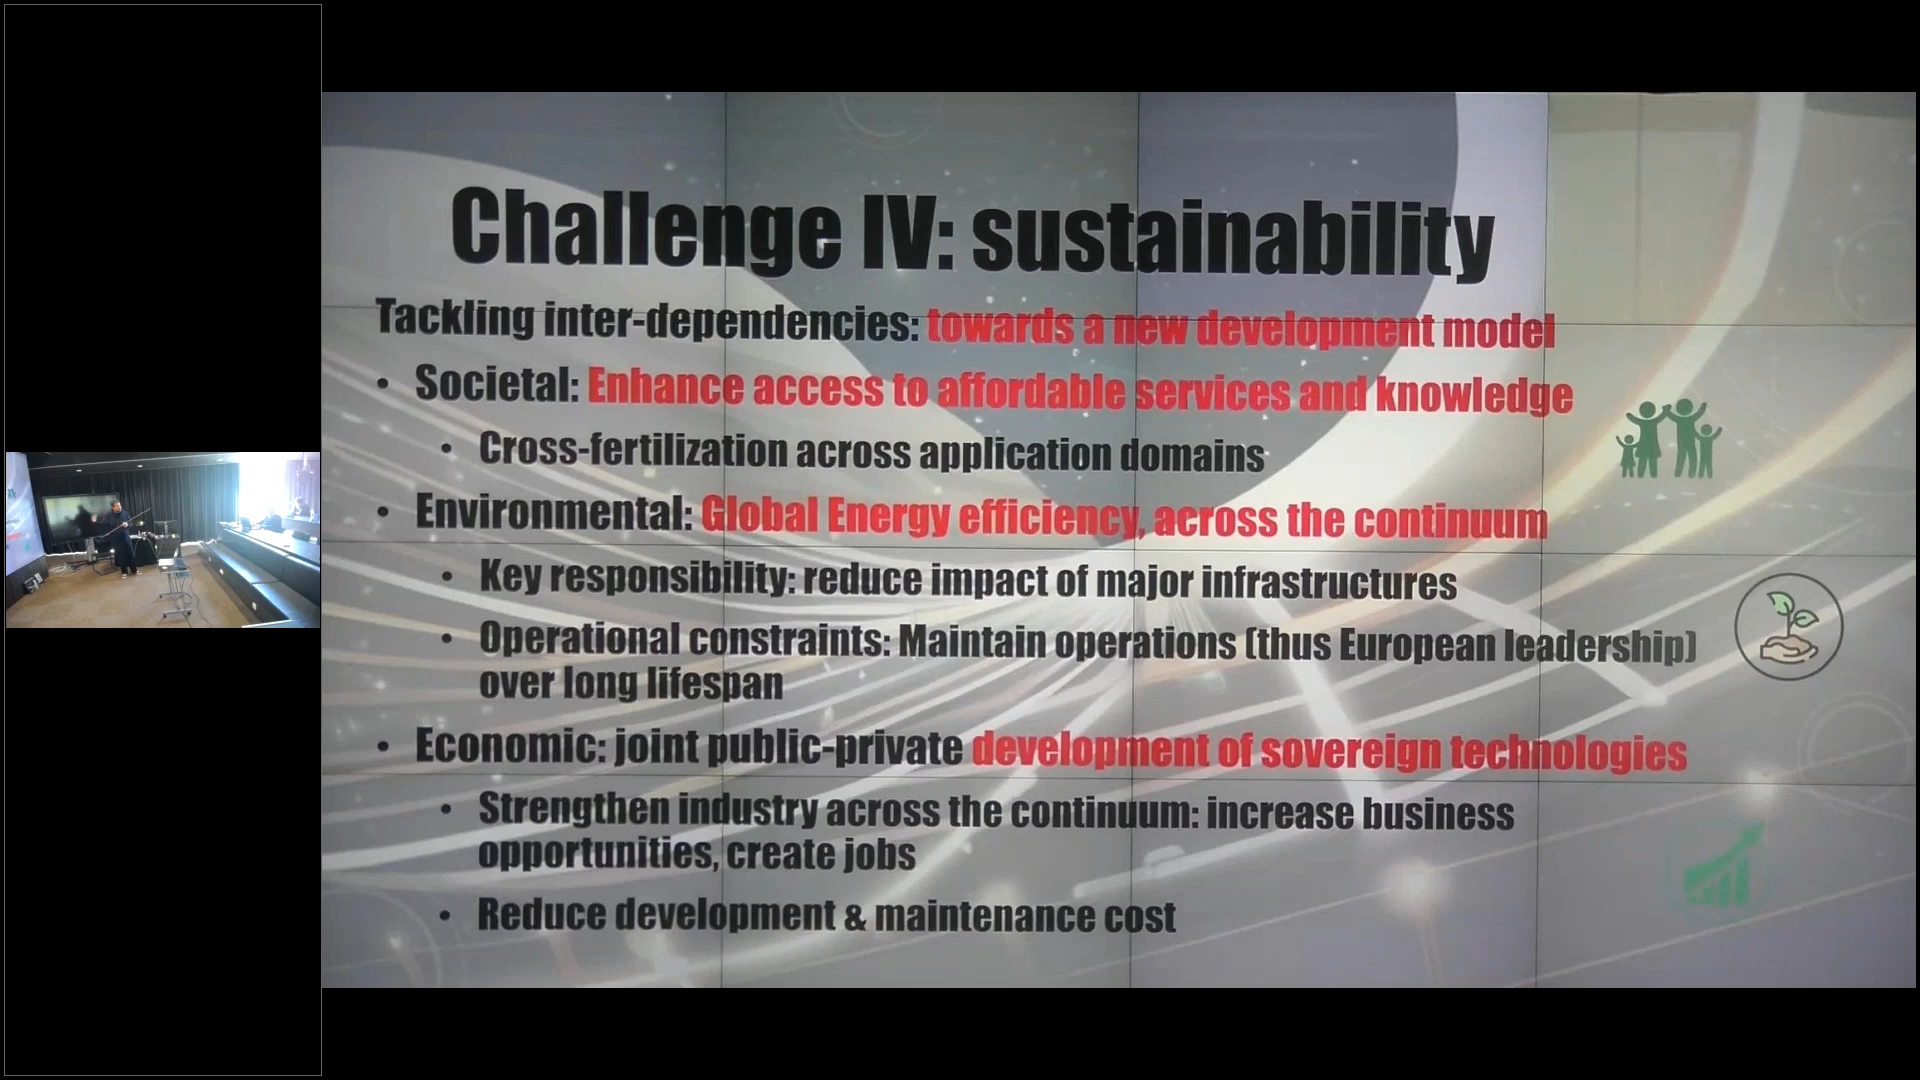 Challenge IV: sustainability
Tackling inter-dependencies: towards a new development model
• Societal: Enhance access to affordable services and knowledge
• Cross-fertilization across application domains
• Environmental: Global Energy efficiency, across the continuum
• Key responsibility: reduce impact of major infrastructures
• Operational constraints: Maintain operations (thus European leadership)
over long lifespan
• Economic: joint public-private development of sovereign technologies
• Strengthen industry across the continuum: increase business
opportunities, create jobs
• Reduce development & maintenance cost